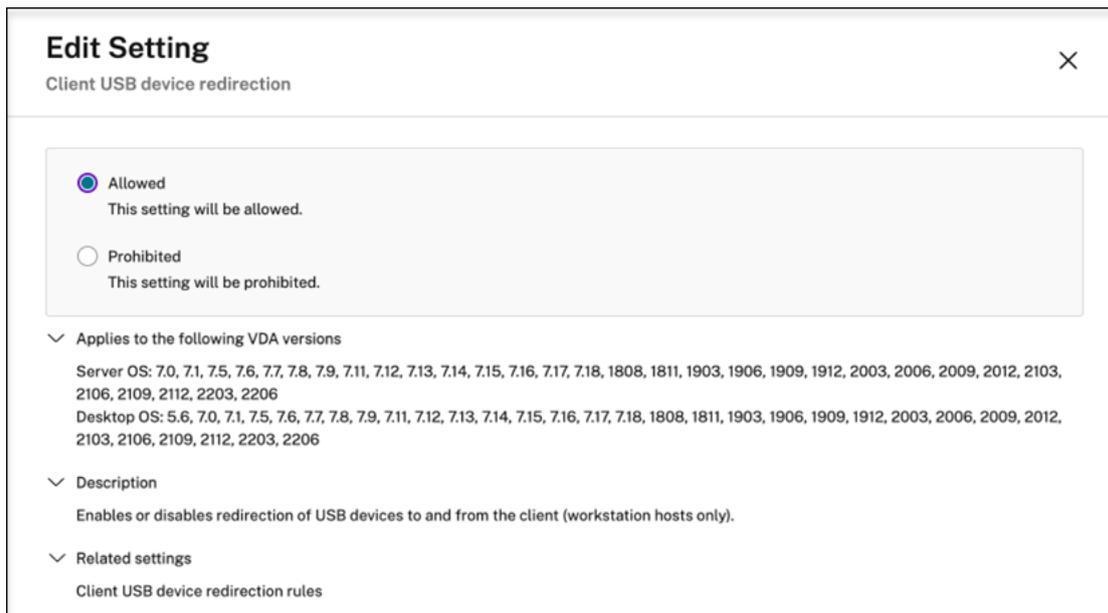 Edit Setting
Client USB device redirection
Allowed
This setting will be allowed.
Prohibited
This setting will be prohibited.
Applies to the following VDA versions
Server OS: 7.0, 7.1, 7.5, 7.6, 7.7, 7.8, 7.9, 7.11, 7.12, 7.13, 7.14, 7.15, 7.16, 7.17, 7.18, 1808, 1811, 1903, 1906, 1909, 1912, 2003, 2006, 2009, 2012, 2103,
2106, 2109, 2112, 2203, 2206
Desktop OS: 5.6, 7.0, 7.1, 7.5, 7.6, 7.7, 7.8, 7.9, 7.11, 7.12, 7.13, 7.14, 7.15, 7.16, 7.17, 7.18, 1808, 1811, 1903, 1906, 1909, 1912, 2003, 2006, 2009, 2012,
2103, 2106, 2109, 2112, 2203, 2206
Description
Enables or disables redirection of USB devices to and from the client (workstation hosts only).
Related settings
Client USB device redirection rules